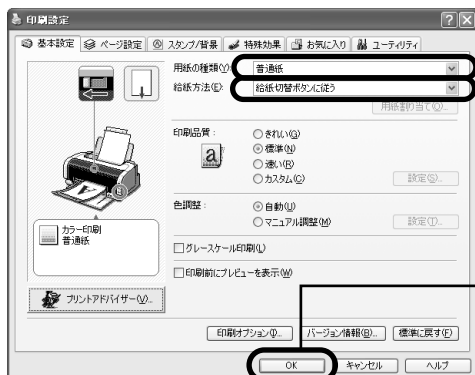 印刷設定
基本設定 ページ設定 スタンプ/背景 特殊効果 お気に入り ユーティリティ
用紙の種類(Y): 普通紙
給紙方法(E): 給紙切替ボタンに従う
用紙割り当て(Q)...
印刷品質: きれい(G)
a 標準(N)
速い(R)
カスタム(C) 設定(S)...
色調整: 自動(U)
マニュアル調整(M) 設定(T)...
カラー印刷
普通紙
グレースケール印刷(L)
印刷前にプレビューを表示(W)
プリントアドバイザー(V)...
印刷オプション(I)... バージョン情報(B)... 標準に戻す(F)
OK キャンセル ヘルプ